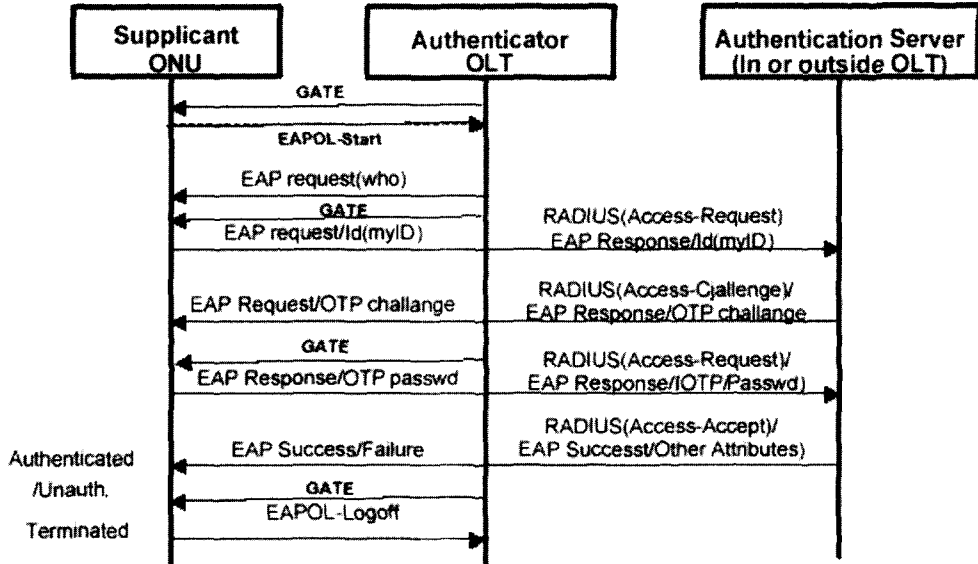 Supplicant
ONU
Authenticator
OLT
Authentication Server
(In or outside OLT)
GATE
EAPOL-Start
EAP request(who)
GATE
EAP request/Id(myID)
RADIUS(Access-Request)
EAP Response/Id(myID)
EAP Request/OTP challange
RADIUS(Access-Cjallenge)/
EAP Response/OTP challange
GATE
EAP Response/OTP passwd
RADIUS(Access-Request)/
EAP Response/IOTP/Passwd)
EAP Success/Failure
RADIUS(Access-Accept)/
EAP Successt/Other Attributes)
Authenticated
/Unauth,
Terminated
GATE
EAPOL-Logoff